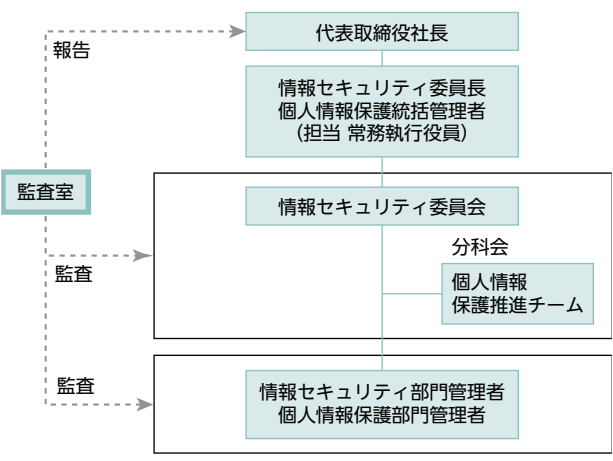 代表取締役社長
報告
情報セキュリティ委員長
個人情報保護統括管理者
(担当 常務執行役員)
監査室
情報セキュリティ委員会
分科会
監査
個人情報
保護推進チーム
監査
情報セキュリティ部門管理者
個人情報保護部門管理者